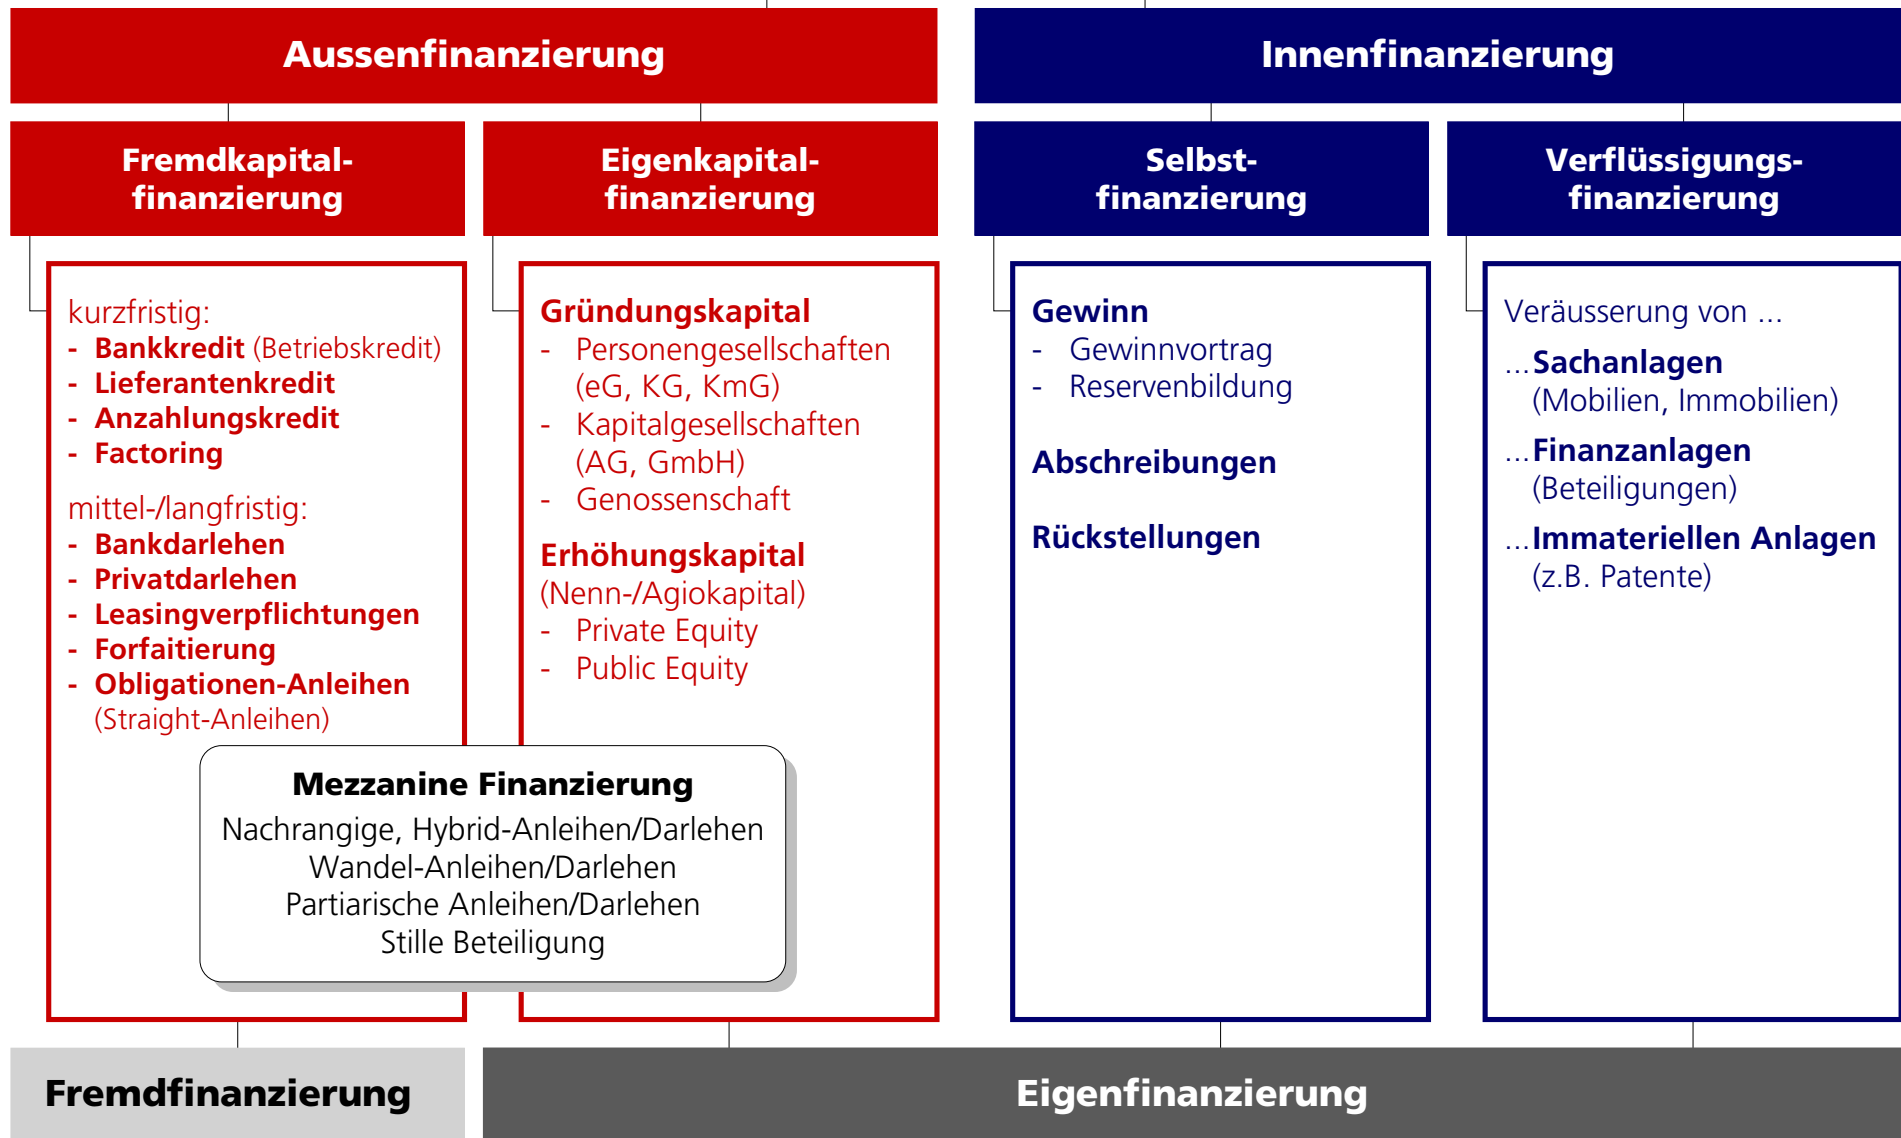 Aussenfinanzierung
Innenfinanzierung
Fremdkapital-
finanzierung
Eigenkapital-
finanzierung
Selbst-
finanzierung
Verflüssigungs-
finanzierung
kurzfristig:
- Bankkredit (Betriebskredit)
- Lieferantenkredit
- Anzahlungskredit
- Factoring
mittel-/langfristig:
- Bankdarlehen
- Privatdarlehen
- Leasingverpflichtungen
- Forfaitierung
- Obligationen-Anleihen
(Straight-Anleihen)
Gründungskapital
- Personengesellschaften
(eG, KG, KmG)
- Kapitalgesellschaften
(AG, GmbH)
- Genossenschaft
Erhöhungskapital
(Nenn-/Agiokapital)
- Private Equity
- Public Equity
Mezzanine Finanzierung
Nachrangige, Hybrid-Anleihen/Darlehen
Wandel-Anleihen/Darlehen
Partiarische Anleihen/Darlehen
Stille Beteiligung
Gewinn
- Gewinnvortrag
- Reservenbildung
Abschreibungen
Rückstellungen
Veräusserung von ...
...Sachanlagen
(Mobilien, Immobilien)
...Finanzanlagen
(Beteiligungen)
...Immateriellen Anlagen
(z.B. Patente)
Fremdfinanzierung
Eigenfinanzierung